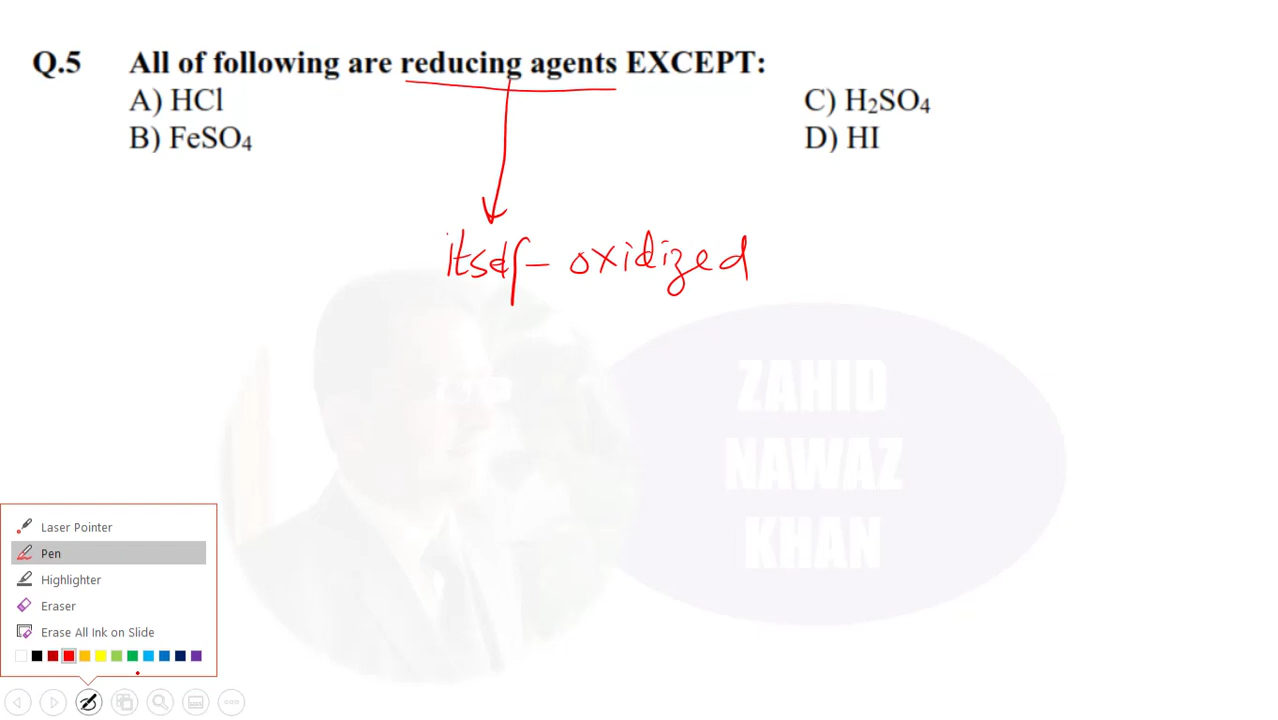 Q.5 All of following are reducing agents EXCEPT:
A) HCl C) H₂SO₄
B) FeSO₄ D) HI
itself - oxidized
ZAHID
NAWAZ
KHAN
Laser Pointer
Pen
Highlighter
Eraser
Erase All Ink on Slide